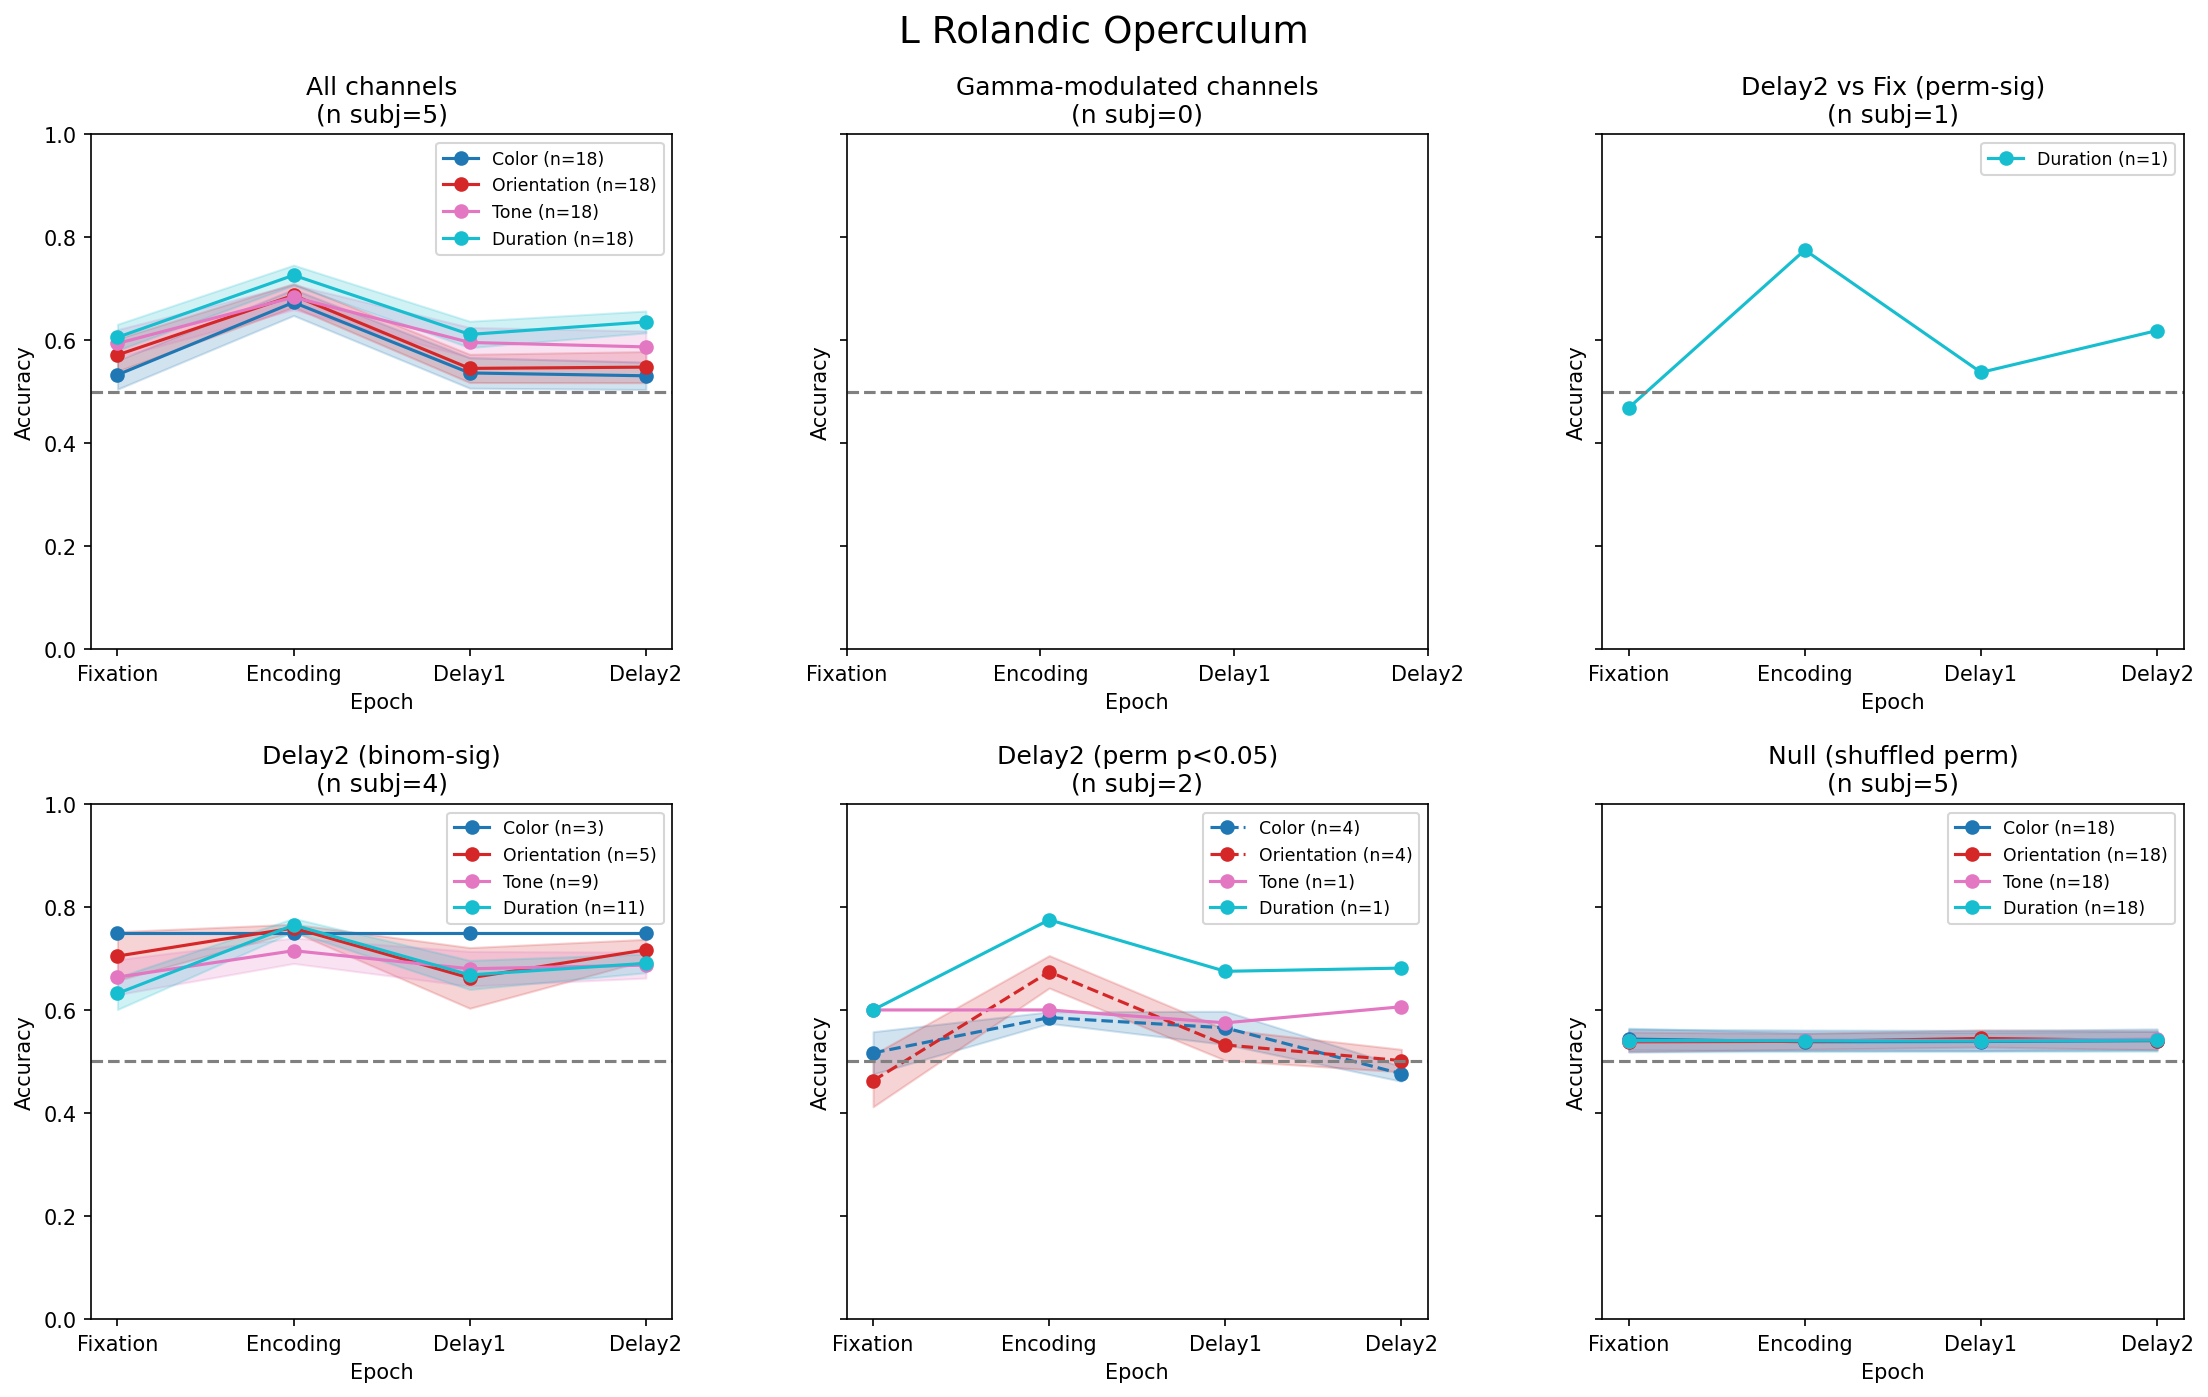 L Rolandic Operculum
All channels
(n subj=5)
Accuracy
1.0
0.8
0.6
0.4
0.2
0.0
Color (n=18)
Orientation (n=18)
Tone (n=18)
Duration (n=18)
Fixation Encoding Delay1 Delay2
Epoch
Gamma-modulated channels
(n subj=0)
Accuracy
Fixation Encoding Delay1 Delay2
Epoch
Delay2 vs Fix (perm-sig)
(n subj=1)
Accuracy
Duration (n=1)
Fixation Encoding Delay1 Delay2
Epoch
Delay2 (binom-sig)
(n subj=4)
Accuracy
1.0
0.8
0.6
0.4
0.2
0.0
Color (n=3)
Orientation (n=5)
Tone (n=9)
Duration (n=11)
Fixation Encoding Delay1 Delay2
Epoch
Delay2 (perm p<0.05)
(n subj=2)
Accuracy
Color (n=4)
Orientation (n=4)
Tone (n=1)
Duration (n=1)
Fixation Encoding Delay1 Delay2
Epoch
Null (shuffled perm)
(n subj=5)
Accuracy
Color (n=18)
Orientation (n=18)
Tone (n=18)
Duration (n=18)
Fixation Encoding Delay1 Delay2
Epoch